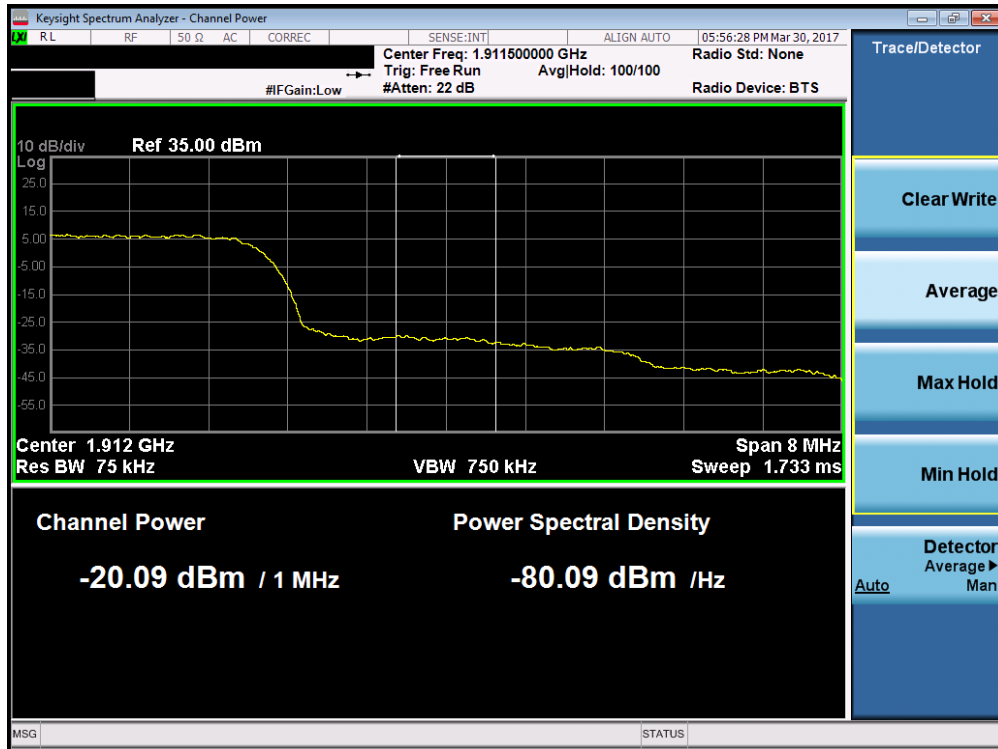 Keysight Spectrum Analyzer - Channel Power
LXI RL RF 50 Ω AC CORREC SENSE:INT ALIGN AUTO 05:56:28 PM Mar 30, 2017
Center Freq: 1.911500000 GHz Radio Std: None
Trig: Free Run Avg|Hold: 100/100
#IFGain:Low #Atten: 22 dB Radio Device: BTS
10 dB/div Ref 35.00 dBm
Log
25.0
15.0
5.00
-5.00
-15.0
-25.0
-35.0
-45.0
-55.0
Center 1.912 GHz Span 8 MHz
Res BW 75 kHz VBW 750 kHz Sweep 1.733 ms
Channel Power Power Spectral Density
-20.09 dBm / 1 MHz -80.09 dBm /Hz
MSG STATUS
Trace/Detector
Clear Write
Average
Max Hold
Min Hold
Detector
Average▶
Auto Man